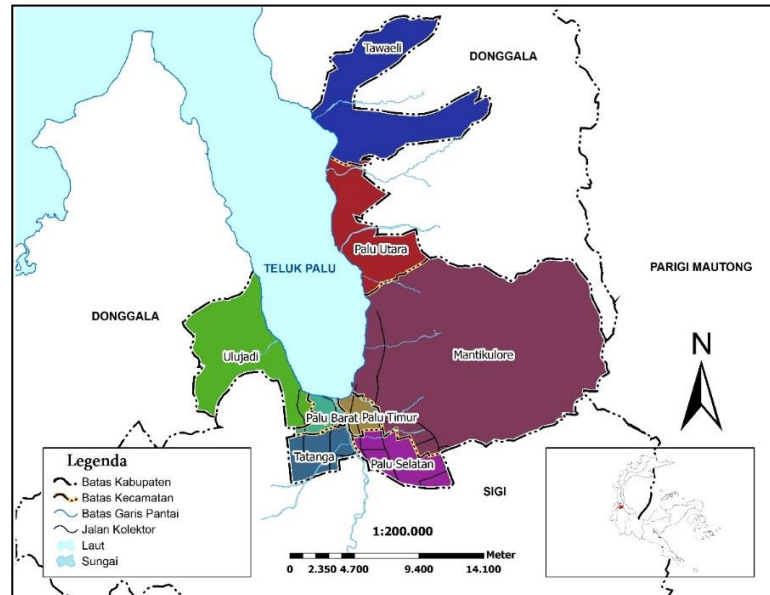 Tawaeli
DONGGALA
Palu Utara
TELUK PALU
PARIGI MAUTONG
DONGGALA
Ulujadi
Mantikulore
N
Palu Barat
Palu Timur
Tatanga
Palu Selatan
SIGI
Legenda
Batas Kabupaten
Batas Kecamatan
Batas Garis Pantai
Jalan Kolektor
Laut
Sungai
1:200.000
Meter
0 2.350 4.700 9.400 14.100